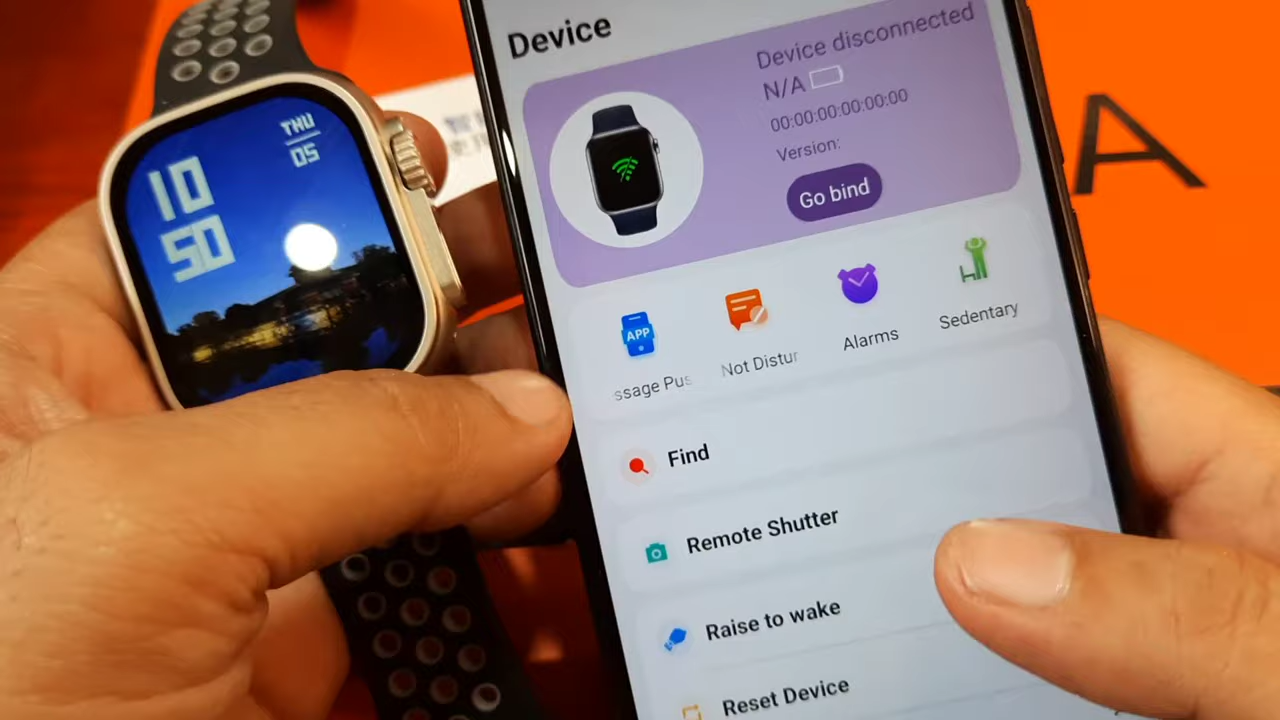 THU
05
10
50
Device
Device disconnected
N/A
00:00:00:00:00:00
Version:
Go bind
APP
ssage Pus
Not Distur
Alarms
Sedentary
Find
Remote Shutter
Raise to wake
Reset Device
A